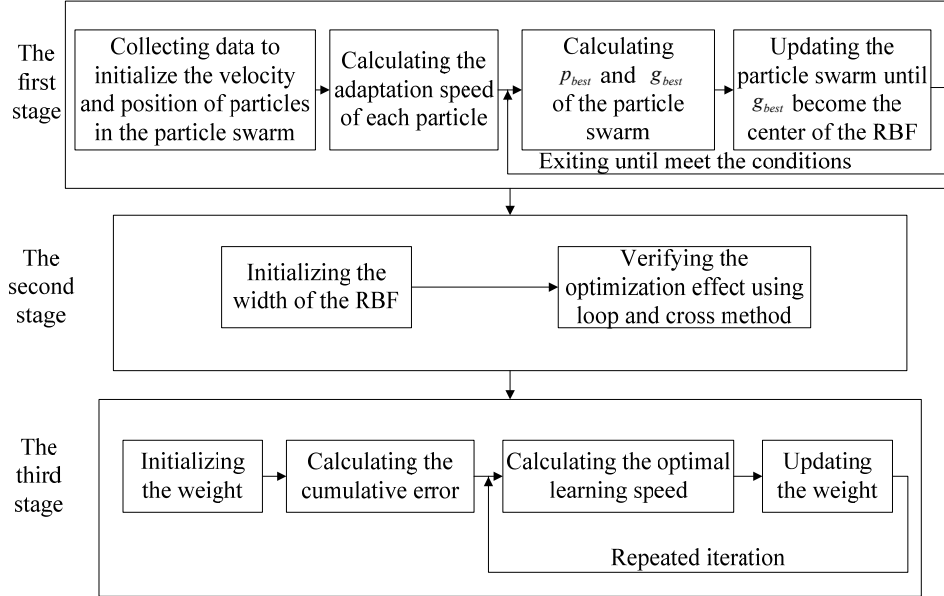 The
first
stage
Collecting data to
initialize the velocity
and position of particles
in the particle swarm
Calculating the
adaptation speed
of each particle
Calculating
p_best and g_best
of the particle
swarm
Updating the
particle swarm until
g_best become the
center of the RBF
Exiting until meet the conditions
The
second
stage
Initializing the
width of the RBF
Verifying the
optimization effect using
loop and cross method
The
third
stage
Initializing
the weight
Calculating the
cumulative error
Calculating the optimal
learning speed
Updating
the weight
Repeated iteration